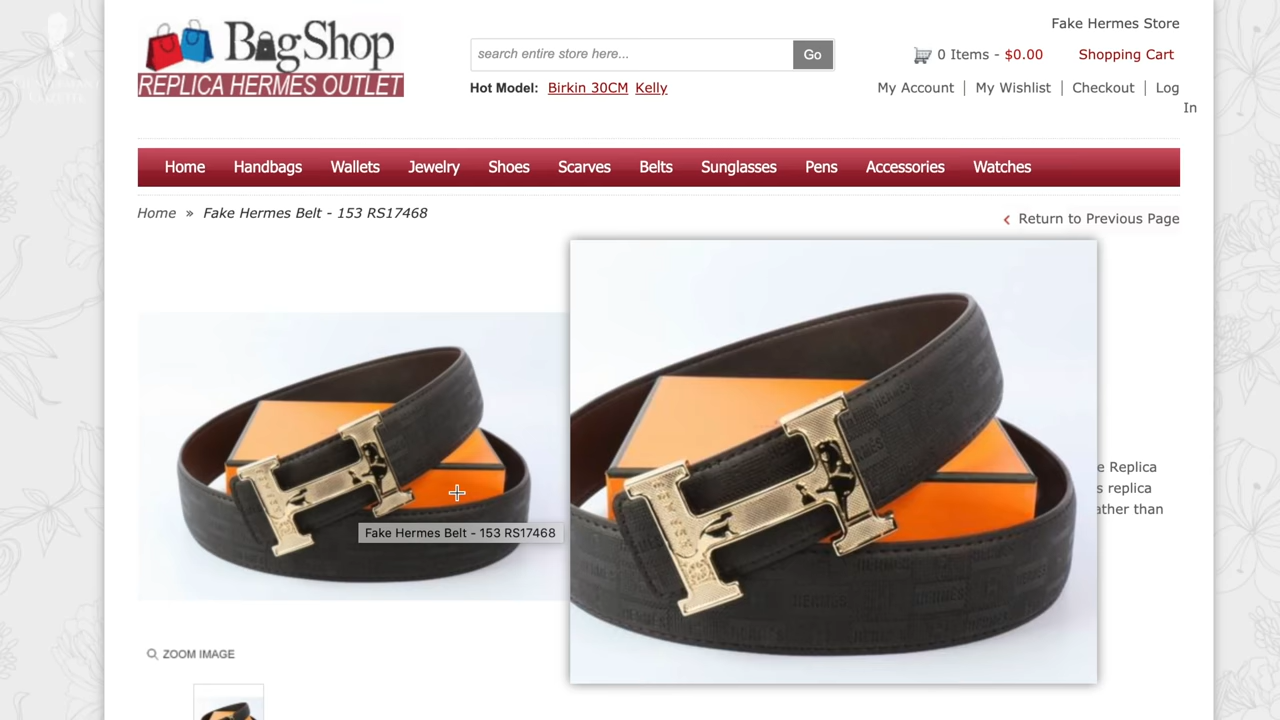 BagShop
REPLICA HERMES OUTLET
search entire store here...
Go
Hot Model: Birkin 30CM Kelly
Fake Hermes Store
0 Items - $0.00 Shopping Cart
My Account | My Wishlist | Checkout | Log In
Home Handbags Wallets Jewelry Shoes Scarves Belts Sunglasses Pens Accessories Watches
Home » Fake Hermes Belt - 153 RS17468
Return to Previous Page
HERMÈS
HERMES
e Replica
s replica
ather than
Fake Hermes Belt - 153 RS17468
ZOOM IMAGE